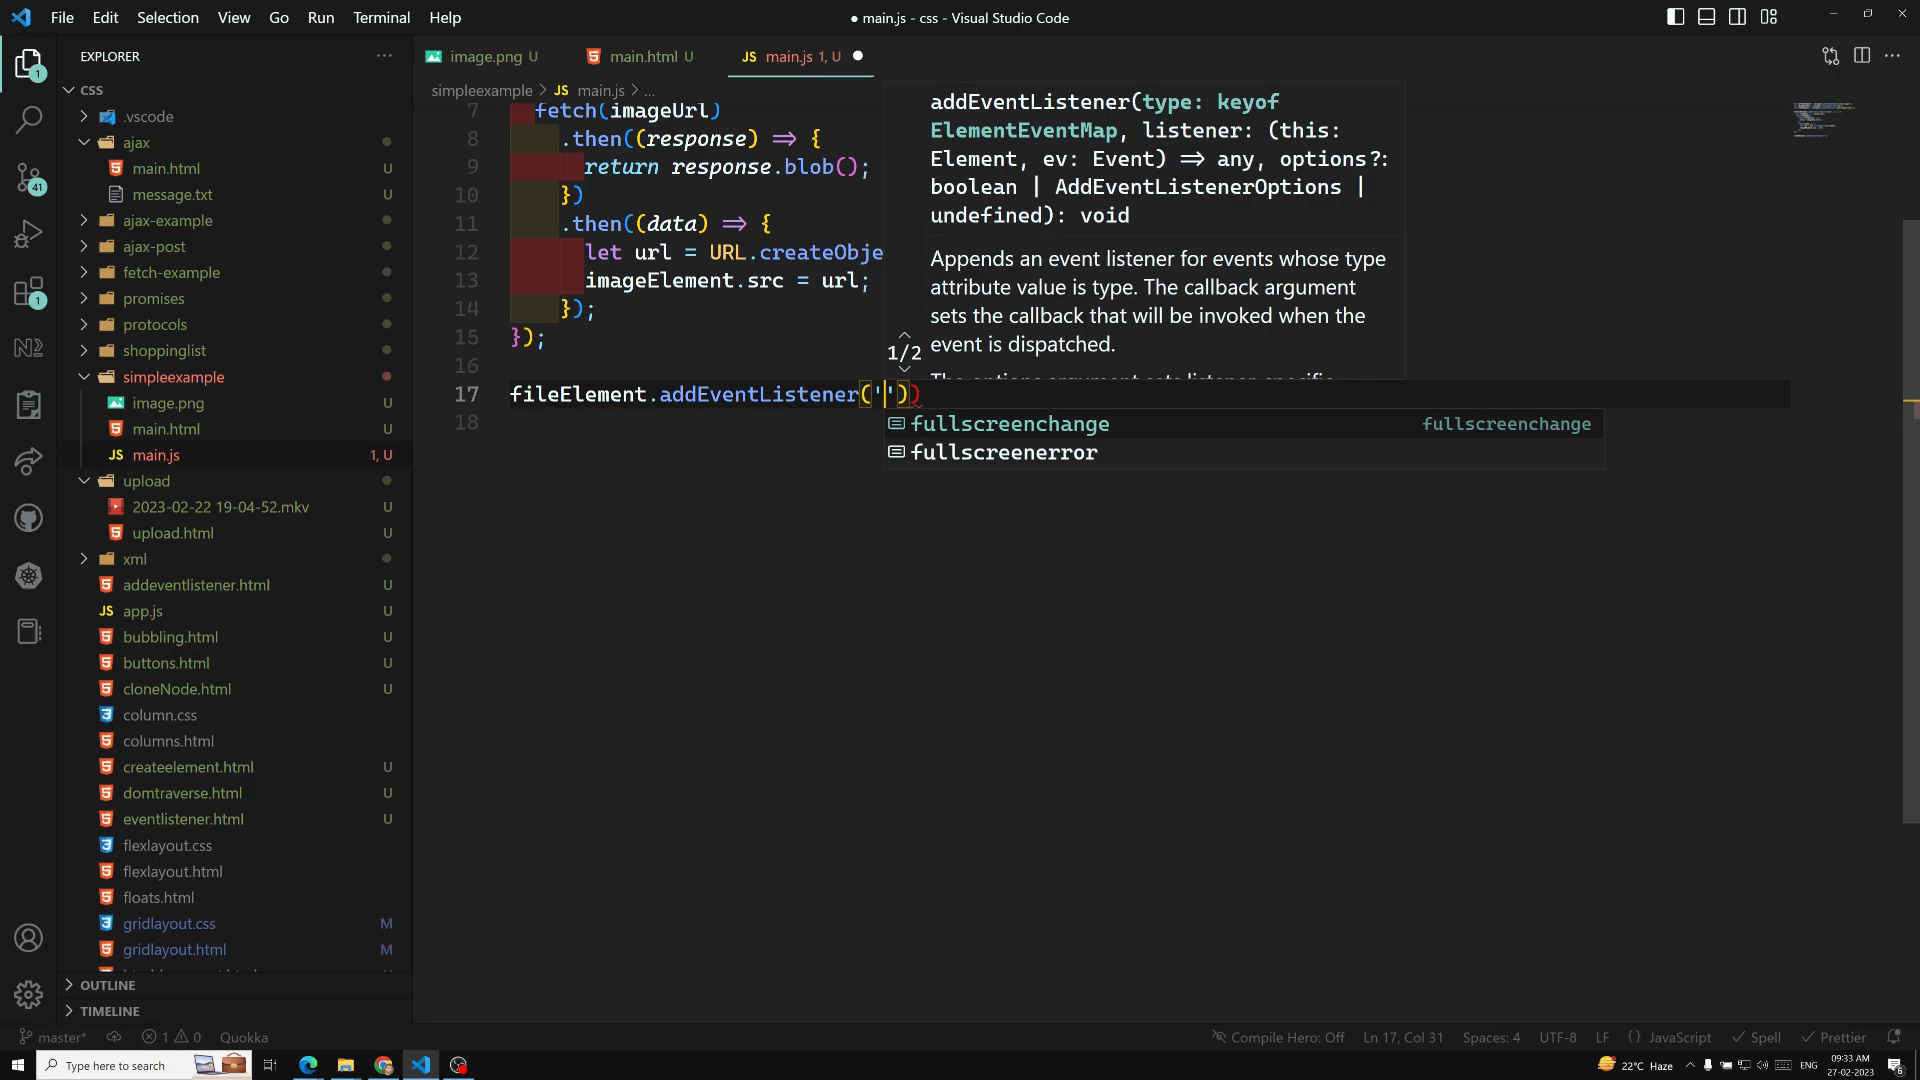 File Edit Selection View Go Run Terminal Help
● main.js - css - Visual Studio Code
EXPLORER
CSS
.vscode
ajax
main.html U
message.txt U
ajax-example
ajax-post
fetch-example
promises
protocols
shoppinglist
simpleexample
image.png U
main.html U
main.js 1, U
upload
2023-02-22 19-04-52.mkv U
upload.html U
xml
addeventlistener.html U
app.js U
bubbling.html U
buttons.html U
cloneNode.html U
column.css
columns.html
createelement.html U
domtraverse.html U
eventlistener.html U
flexlayout.css
flexlayout.html
floats.html
gridlayout.css M
gridlayout.html M
OUTLINE
TIMELINE
1
41
1
image.png U
main.html U
JS main.js 1, U
simpleexample > JS main.js > ...
7 fetch(imageUrl)
8 .then((response) => {
9 return response.blob();
10 })
11 .then((data) => {
12 let url = URL.createObje
13 imageElement.src = url;
14 });
15 });
16
17 fileElement.addEventListener(''))
18
addEventListener(type: keyof
ElementEventMap, listener: (this:
Element, ev: Event) => any, options?:
boolean | AddEventListenerOptions |
undefined): void
Appends an event listener for events whose type
attribute value is type. The callback argument
sets the callback that will be invoked when the
event is dispatched.
1/2
fullscreenchange fullscreenchange
fullscreenerror
master* 1 0 Quokka
Compile Hero: Off Ln 17, Col 31 Spaces: 4 UTF-8 LF {} JavaScript Spell Prettier
Type here to search
22°C Haze ENG 09:33 AM
27-02-2023 6